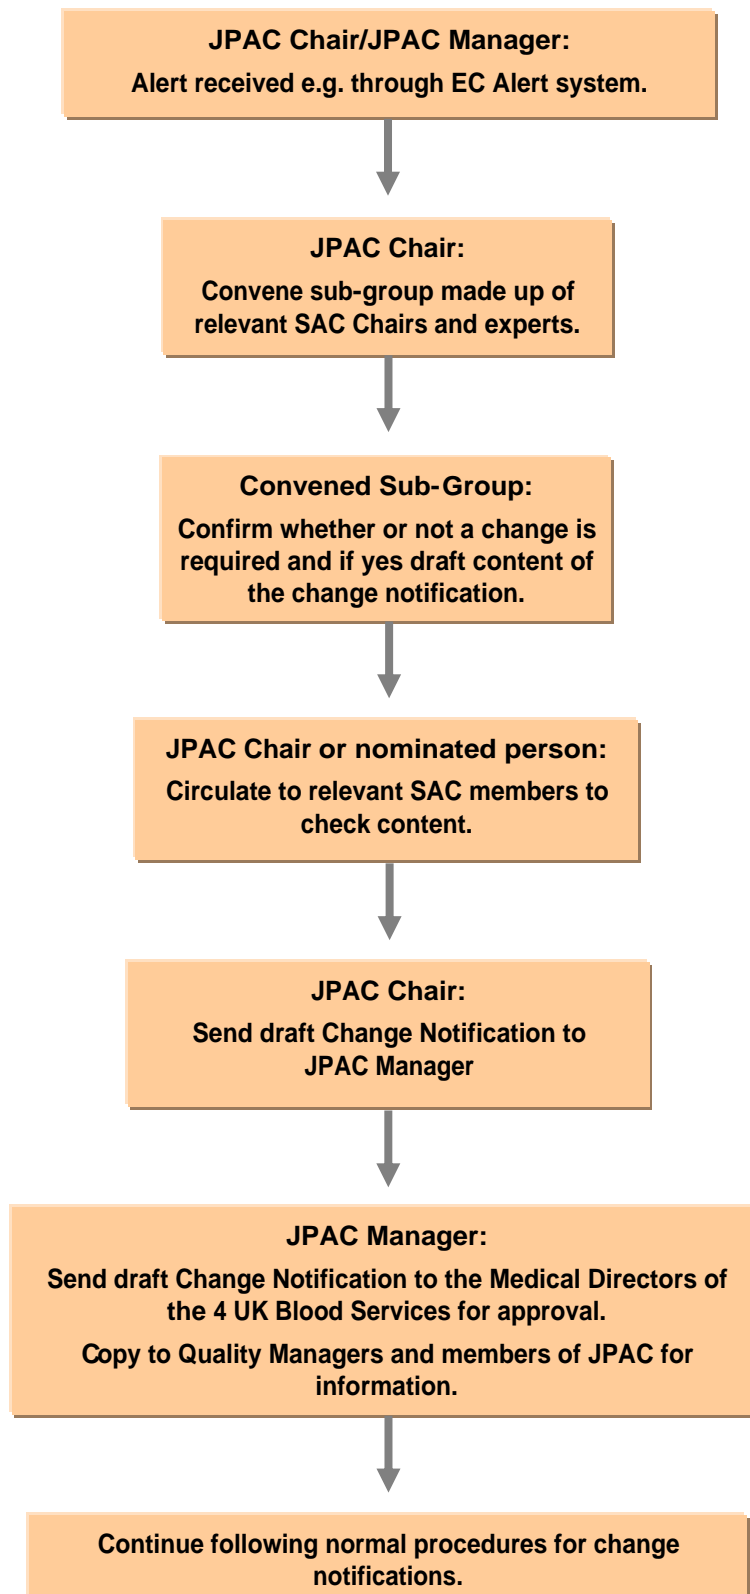 JPAC Chair/JPAC Manager:
Alert received e.g. through EC Alert system.
JPAC Chair:
Convene sub-group made up of
relevant SAC Chairs and experts.
Convened Sub-Group:
Confirm whether or not a change is
required and if yes draft content of
the change notification.
JPAC Chair or nominated person:
Circulate to relevant SAC members to
check content.
JPAC Chair:
Send draft Change Notification to
JPAC Manager
JPAC Manager:
Send draft Change Notification to the Medical Directors of
the 4 UK Blood Services for approval.
Copy to Quality Managers and members of JPAC for
information.
Continue following normal procedures for change
notifications.